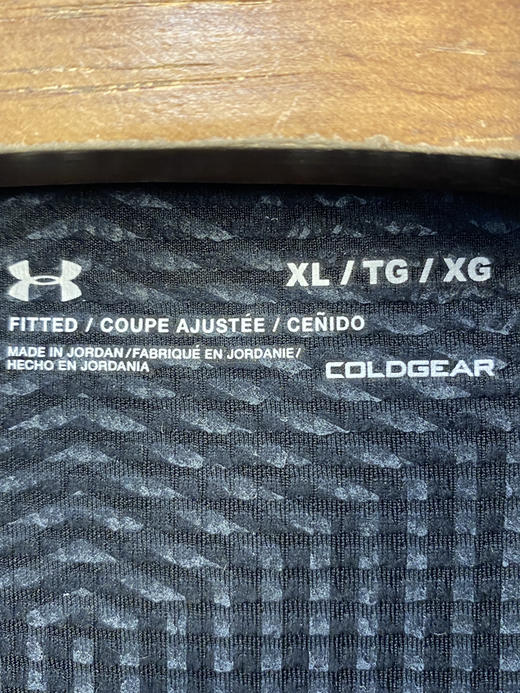 XL / TG / XG
FITTED / COUPE AJUSTÉE / CEÑIDO
MADE IN JORDAN / FABRIQUÉ EN JORDANIE /
HECHO EN JORDANIA
COLDGEAR